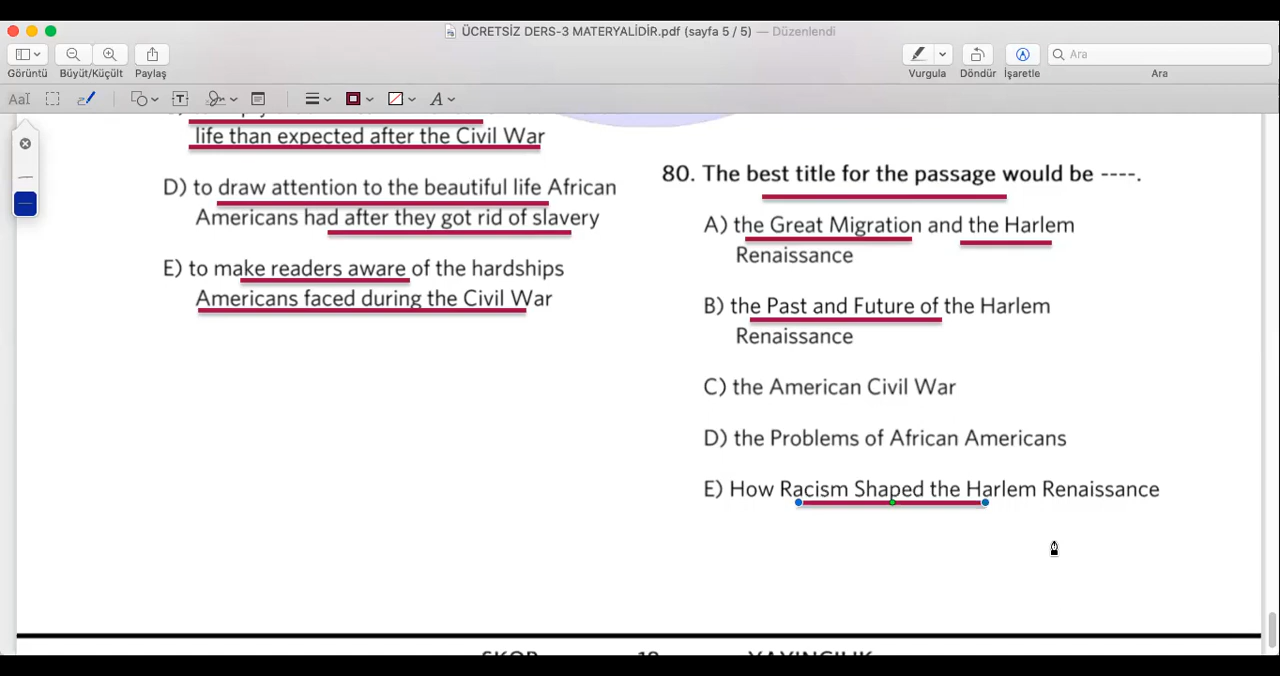 ÜCRETSİZ DERS-3 MATERYALİDİR.pdf (sayfa 5 / 5) — Düzenlendi
Ara
Görüntü
Büyüt/Küçült
Paylaş
Vurgula
Döndür
İşaretle
Ara
AaI
T
A
life than expected after the Civil War
D) to draw attention to the beautiful life African
Americans had after they got rid of slavery
E) to make readers aware of the hardships
Americans faced during the Civil War
80. The best title for the passage would be ----.
A) the Great Migration and the Harlem
Renaissance
B) the Past and Future of the Harlem
Renaissance
C) the American Civil War
D) the Problems of African Americans
E) How Racism Shaped the Harlem Renaissance